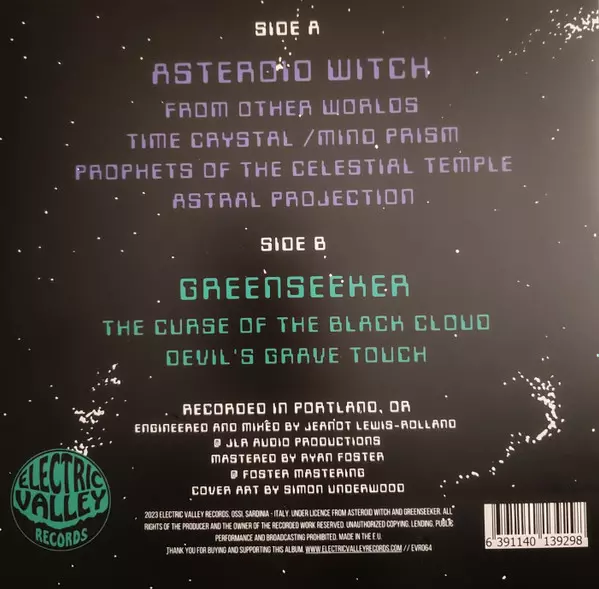 SIDE A
ASTEROID WITCH
FROM OTHER WORLDS
TIME CRYSTAL / MIND PRISM
PROPHETS OF THE CELESTIAL TEMPLE
ASTRAL PROJECTION
SIDE B
GREENSEEKER
THE CURSE OF THE BLACK CLOUD
DEVIL'S GRAVE TOUCH
RECORDED IN PORTLAND, OR
ENGINEERED AND MIXED BY JEANOT LEWIS-ROLLAND
@ JLR AUDIO PRODUCTIONS
MASTERED BY RYAN FOSTER
@ FOSTER MASTERING
COVER ART BY SIMON UNDERWOOD
ELECTRIC
VALLEY
RECORDS
2023 ELECTRIC VALLEY RECORDS, OSSI, SARDINIA - ITALY. UNDER LICENCE FROM ASTEROID WITCH AND GREENSEEKER. ALL
RIGHTS OF THE PRODUCER AND THE OWNER OF THE RECORDED WORK RESERVED. UNAUTHORIZED COPYING, LENDING, PUBLIC
PERFORMANCE AND BROADCASTING PROHIBITED. MADE IN THE E.U.
THANK YOU FOR BUYING AND SUPPORTING THIS ALBUM. WWW.ELECTRICVALLEYRECORDS.COM // EVR064
6 391140 139298